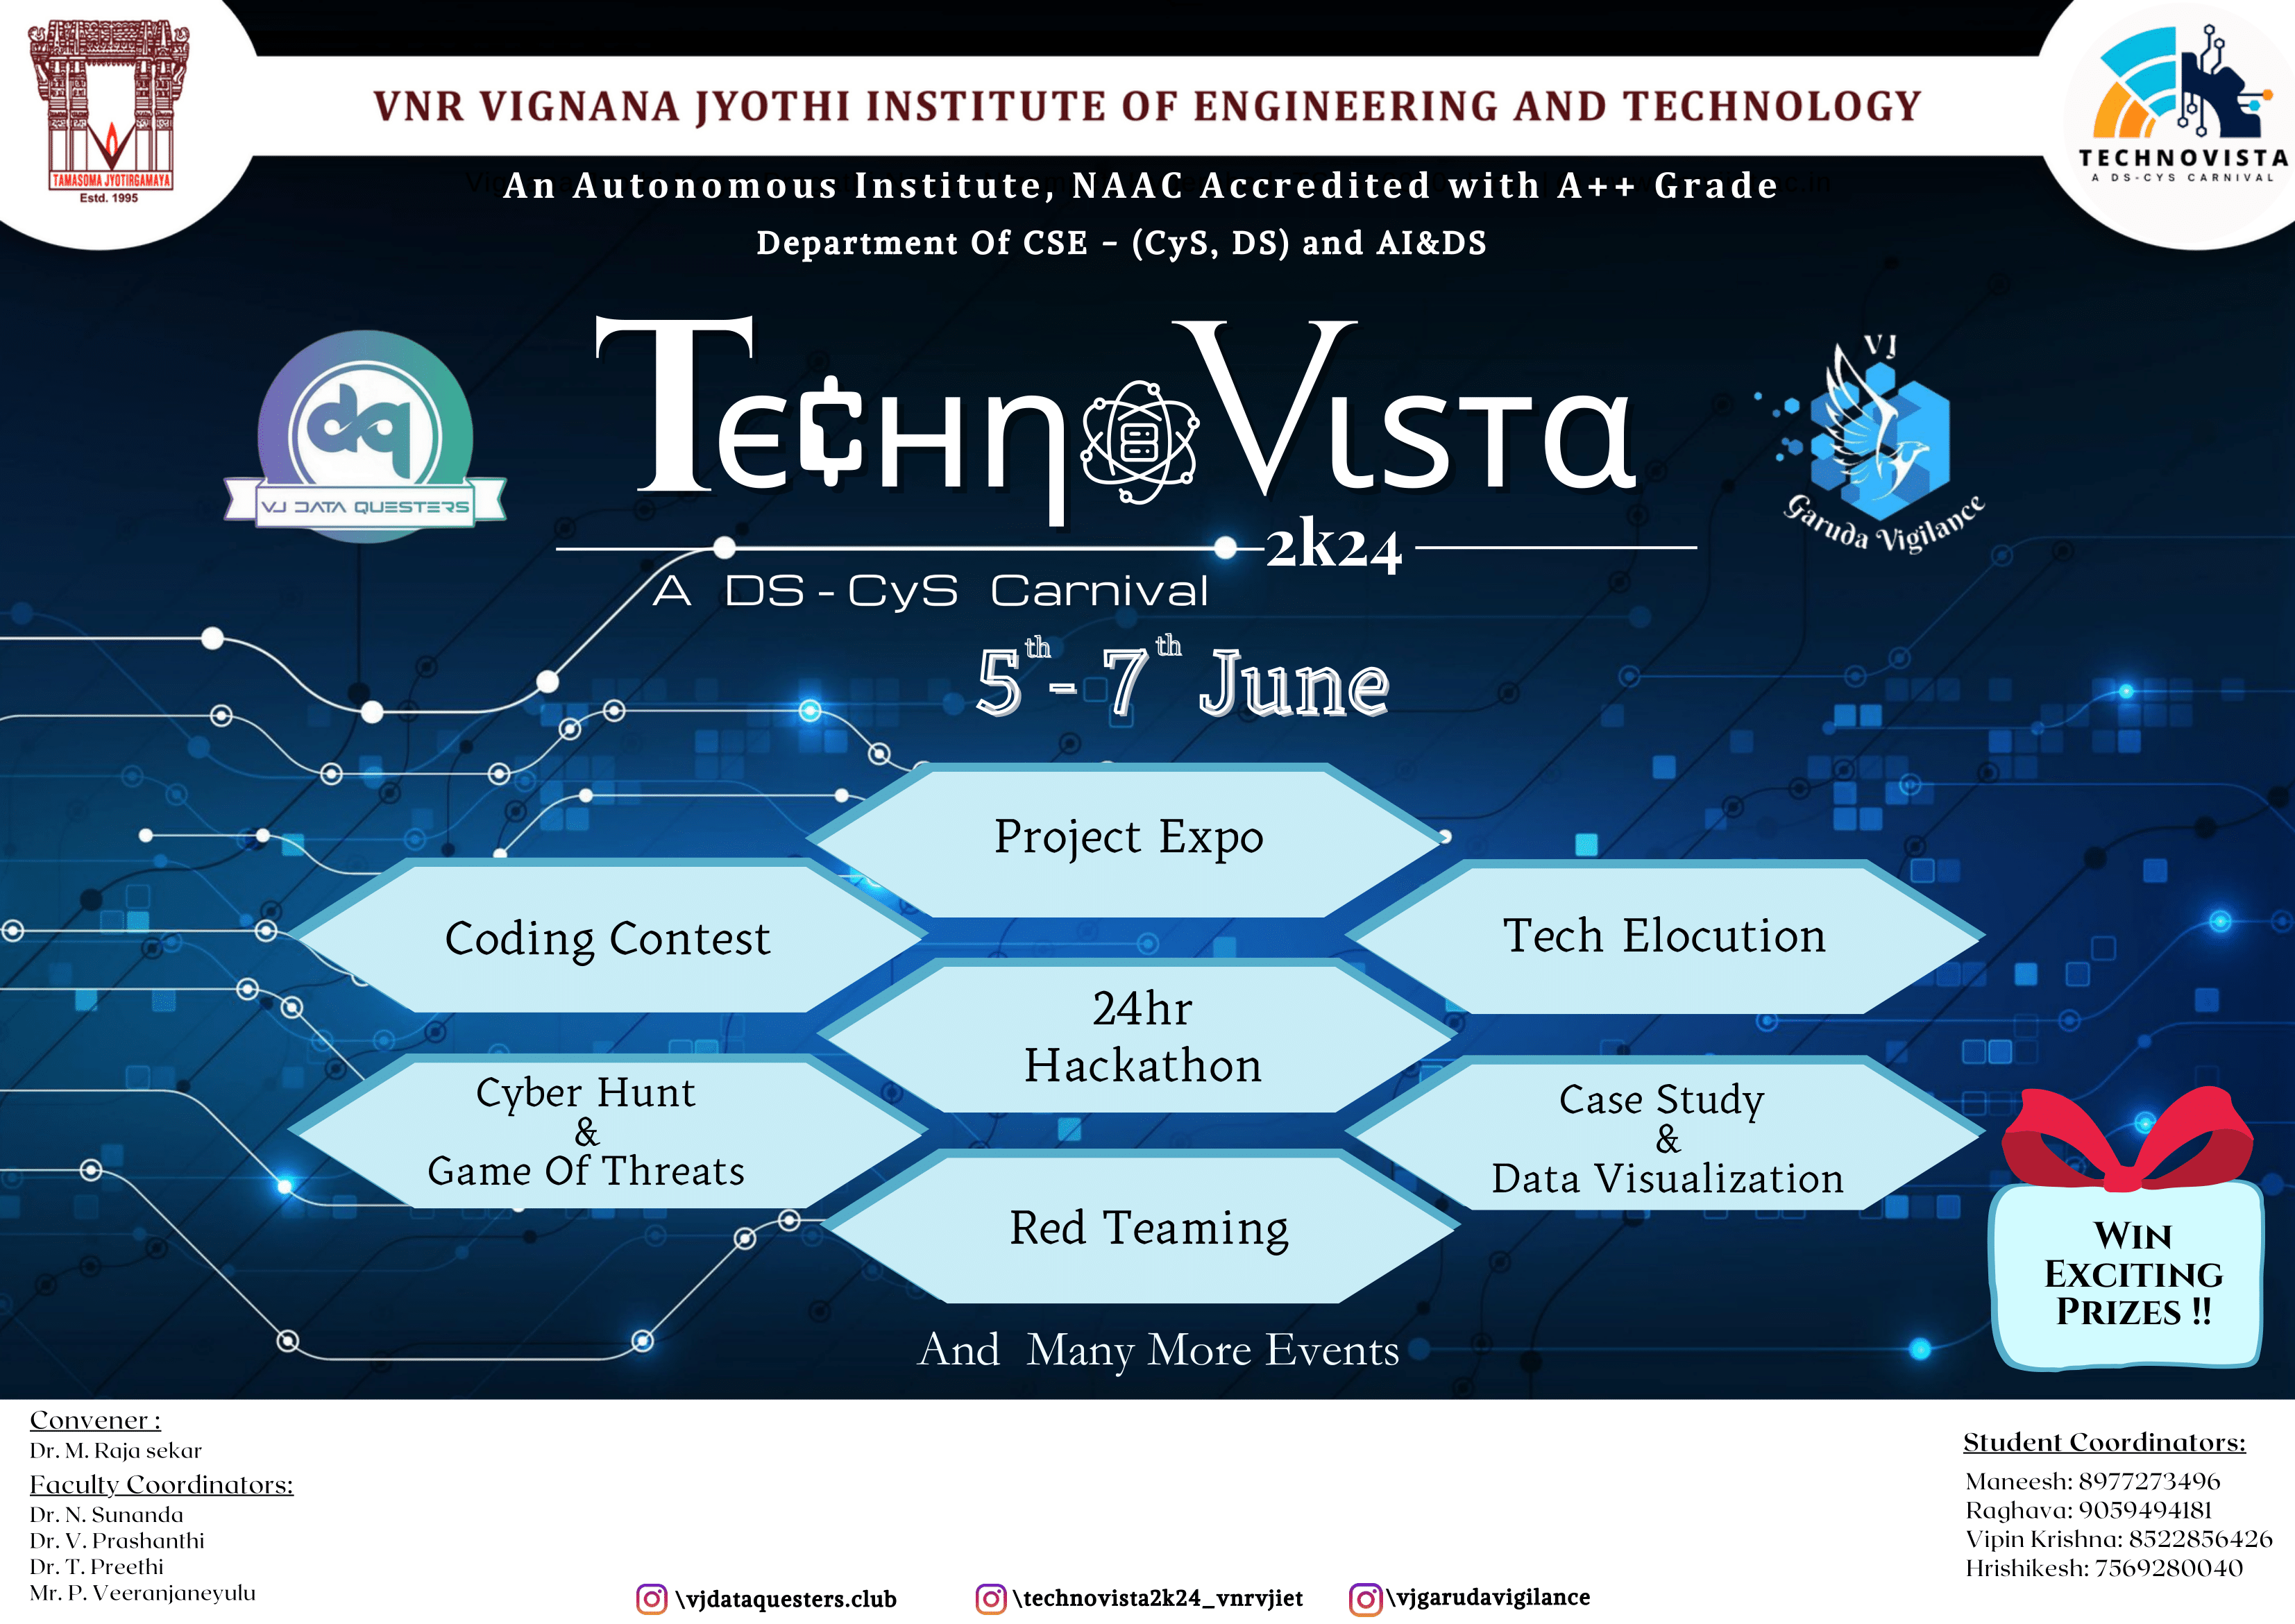 TAMASOMA JYOTIRGAMAYA
Estd. 1995
VNR VIGNANA JYOTHI INSTITUTE OF ENGINEERING AND TECHNOLOGY
TECHNOVISTA
A DS-CYS CARNIVAL
An Autonomous Institute, NAAC Accredited with A++ Grade
Department Of CSE – (CyS, DS) and AI&DS
dq
VJ DATA QUESTERS
TechnoVista
2k24
A DS-CyS Carnival
VJ
Garuda Vigilance
5th - 7th June
Project Expo
Coding Contest
Tech Elocution
24hr
Hackathon
Cyber Hunt
&
Game Of Threats
Case Study
&
Data Visualization
Red Teaming
And Many More Events
WIN
EXCITING
PRIZES !!
Convener :
Dr. M. Raja sekar
Faculty Coordinators:
Dr. N. Sunanda
Dr. V. Prashanthi
Dr. T. Preethi
Mr. P. Veeranjaneyulu
\vjdataquesters.club
\technovista2k24_vnrvjiet
\vjgarudavigilance
Student Coordinators:
Maneesh: 8977273496
Raghava: 9059494181
Vipin Krishna: 8522856426
Hrishikesh: 7569280040